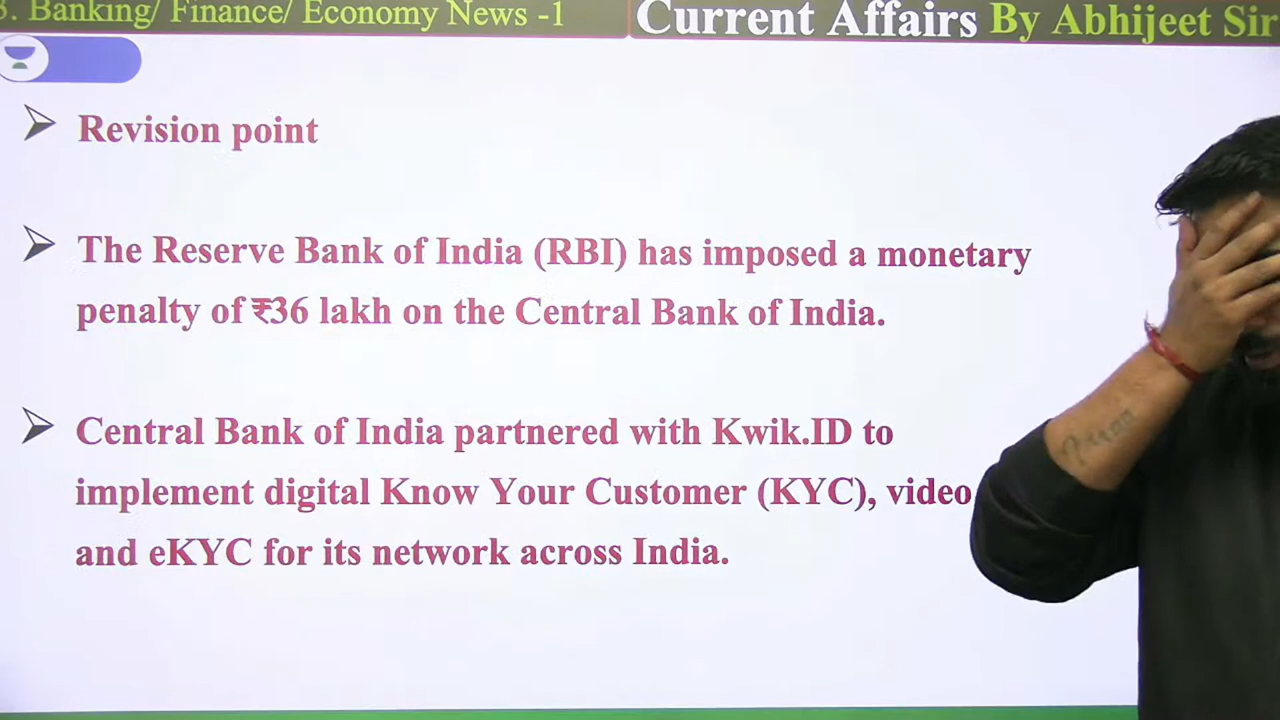 3. Banking/ Finance/ Economy News -1
Current Affairs By Abhijeet Sir
Revision point
The Reserve Bank of India (RBI) has imposed a monetary
penalty of ₹36 lakh on the Central Bank of India.
Central Bank of India partnered with Kwik.ID to
implement digital Know Your Customer (KYC), video
and eKYC for its network across India.